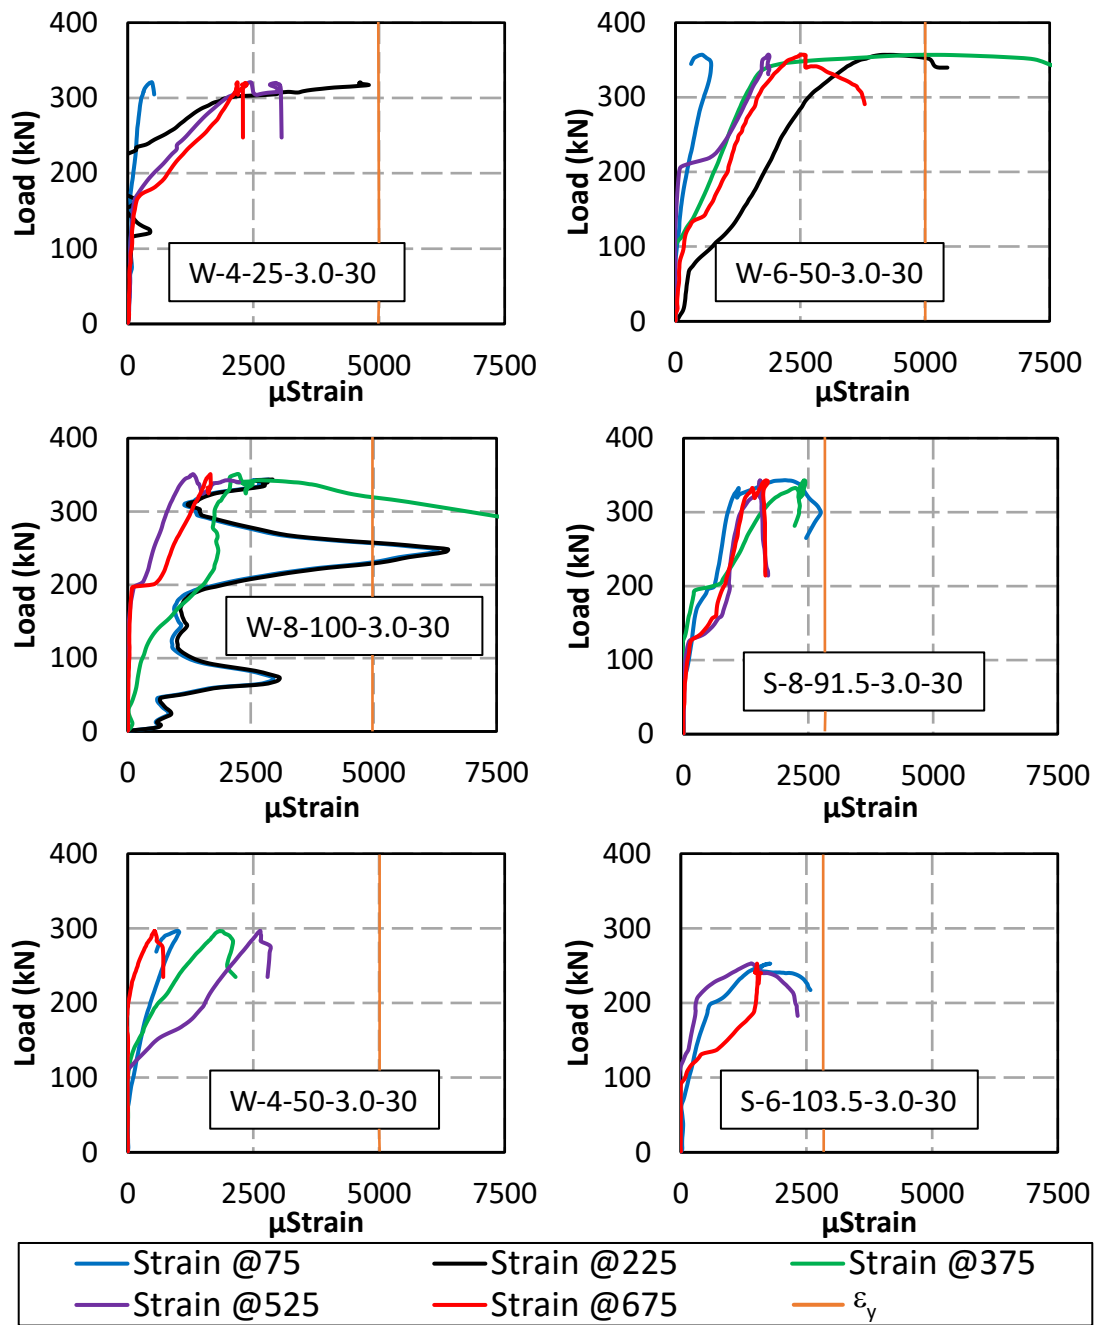 400
300
200
100
0
Load (kN)
W-4-25-3.0-30
0 2500 5000 7500
µStrain
400
300
200
100
0
Load (kN)
W-6-50-3.0-30
0 2500 5000 7500
µStrain
400
300
200
100
0
Load (kN)
W-8-100-3.0-30
0 2500 5000 7500
µStrain
400
300
200
100
0
Load (kN)
S-8-91.5-3.0-30
0 2500 5000 7500
µStrain
400
300
200
100
0
Load (kN)
W-4-50-3.0-30
0 2500 5000 7500
µStrain
400
300
200
100
0
Load (kN)
S-6-103.5-3.0-30
0 2500 5000 7500
µStrain
Strain @75 Strain @225 Strain @375
Strain @525 Strain @675 εy